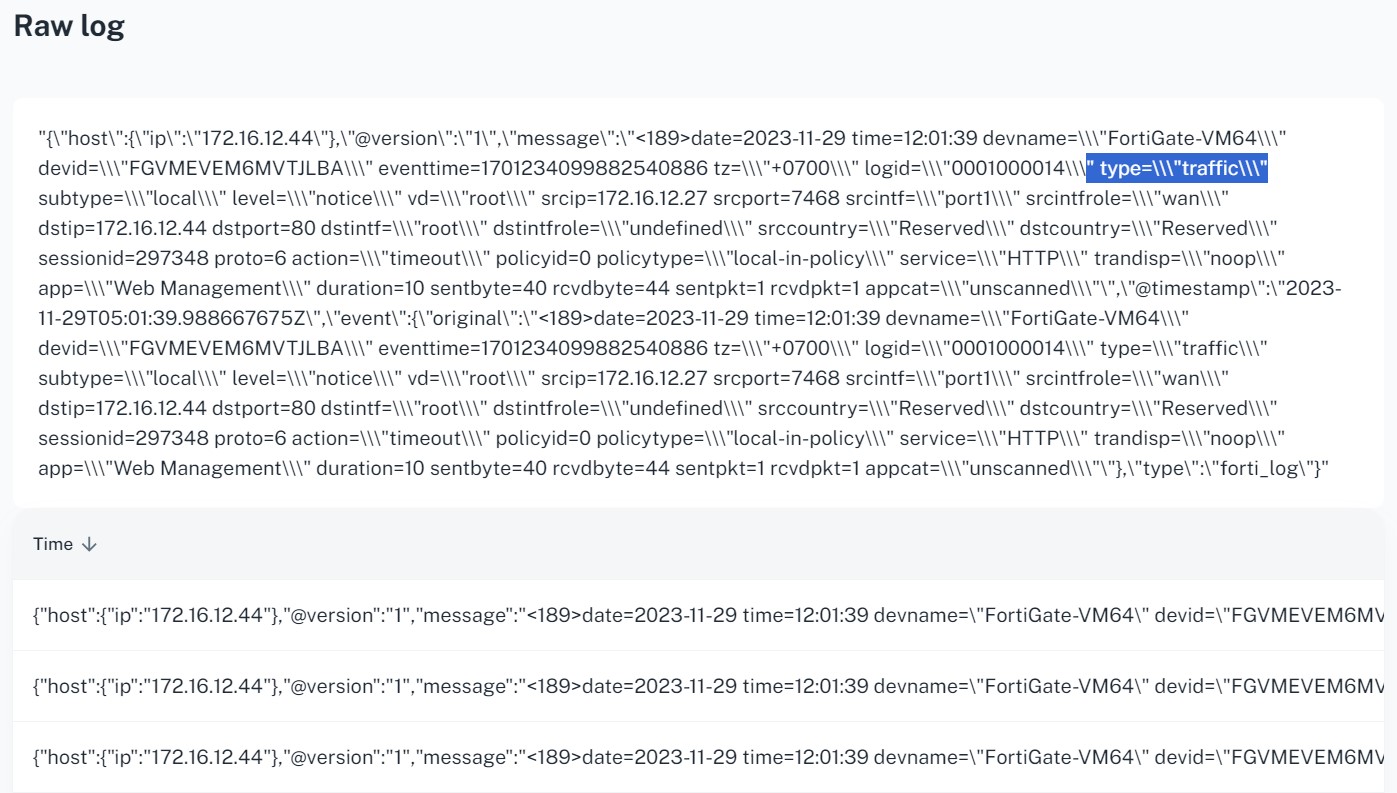 Raw log
"{\"host\":{\"ip\":\"172.16.12.44\"},\"@version\":\"1\",\"message\":\"<189>date=2023-11-29 time=12:01:39 devname=\\\"FortiGate-VM64\\\"
devid=\\\"FGVMEVEM6MVTJLBA\\\" eventtime=1701234099882540886 tz=\\\"+0700\\\" logid=\\\"0001000014\\\" type=\\\"traffic\\\"
subtype=\\\"local\\\" level=\\\"notice\\\" vd=\\\"root\\\" srcip=172.16.12.27 srcport=7468 srcintf=\\\"port1\\\" srcintfrole=\\\"wan\\\"
dstip=172.16.12.44 dstport=80 dstintf=\\\"root\\\" dstintfrole=\\\"undefined\\\" srccountry=\\\"Reserved\\\" dstcountry=\\\"Reserved\\\"
sessionid=297348 proto=6 action=\\\"timeout\\\" policyid=0 policytype=\\\"local-in-policy\\\" service=\\\"HTTP\\\" trandisp=\\\"noop\\\"
app=\\\"Web Management\\\" duration=10 sentbyte=40 rcvdbyte=44 sentpkt=1 rcvdpkt=1 appcat=\\\"unscanned\\\"\",\"@timestamp\":\"2023-
11-29T05:01:39.988667675Z\",\"event\":{\"original\":\"<189>date=2023-11-29 time=12:01:39 devname=\\\"FortiGate-VM64\\\"
devid=\\\"FGVMEVEM6MVTJLBA\\\" eventtime=1701234099882540886 tz=\\\"+0700\\\" logid=\\\"0001000014\\\" type=\\\"traffic\\\"
subtype=\\\"local\\\" level=\\\"notice\\\" vd=\\\"root\\\" srcip=172.16.12.27 srcport=7468 srcintf=\\\"port1\\\" srcintfrole=\\\"wan\\\"
dstip=172.16.12.44 dstport=80 dstintf=\\\"root\\\" dstintfrole=\\\"undefined\\\" srccountry=\\\"Reserved\\\" dstcountry=\\\"Reserved\\\"
sessionid=297348 proto=6 action=\\\"timeout\\\" policyid=0 policytype=\\\"local-in-policy\\\" service=\\\"HTTP\\\" trandisp=\\\"noop\\\"
app=\\\"Web Management\\\" duration=10 sentbyte=40 rcvdbyte=44 sentpkt=1 rcvdpkt=1 appcat=\\\"unscanned\\\"\"},\"type\":\"forti_log\"}"
Time ↓
{"host":{"ip":"172.16.12.44"},"@version":"1","message":"<189>date=2023-11-29 time=12:01:39 devname=\"FortiGate-VM64\" devid=\"FGVMEVEM6MV
{"host":{"ip":"172.16.12.44"},"@version":"1","message":"<189>date=2023-11-29 time=12:01:39 devname=\"FortiGate-VM64\" devid=\"FGVMEVEM6MV
{"host":{"ip":"172.16.12.44"},"@version":"1","message":"<189>date=2023-11-29 time=12:01:39 devname=\"FortiGate-VM64\" devid=\"FGVMEVEM6MV